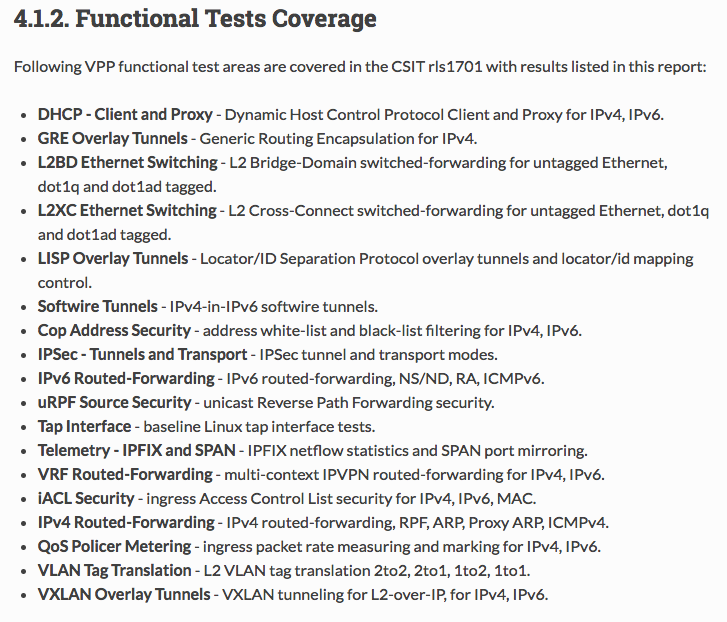 4.1.2. Functional Tests Coverage
Following VPP functional test areas are covered in the CSIT rls1701 with results listed in this report:
• DHCP - Client and Proxy - Dynamic Host Control Protocol Client and Proxy for IPv4, IPv6.
• GRE Overlay Tunnels - Generic Routing Encapsulation for IPv4.
• L2BD Ethernet Switching - L2 Bridge-Domain switched-forwarding for untagged Ethernet,
dot1q and dot1ad tagged.
• L2XC Ethernet Switching - L2 Cross-Connect switched-forwarding for untagged Ethernet, dot1q
and dot1ad tagged.
• LISP Overlay Tunnels - Locator/ID Separation Protocol overlay tunnels and locator/id mapping
control.
• Softwire Tunnels - IPv4-in-IPv6 softwire tunnels.
• Cop Address Security - address white-list and black-list filtering for IPv4, IPv6.
• IPSec - Tunnels and Transport - IPSec tunnel and transport modes.
• IPv6 Routed-Forwarding - IPv6 routed-forwarding, NS/ND, RA, ICMPv6.
• uRPF Source Security - unicast Reverse Path Forwarding security.
• Tap Interface - baseline Linux tap interface tests.
• Telemetry - IPFIX and SPAN - IPFIX netflow statistics and SPAN port mirroring.
• VRF Routed-Forwarding - multi-context IPVPN routed-forwarding for IPv4, IPv6.
• iACL Security - ingress Access Control List security for IPv4, IPv6, MAC.
• IPv4 Routed-Forwarding - IPv4 routed-forwarding, RPF, ARP, Proxy ARP, ICMPv4.
• QoS Policer Metering - ingress packet rate measuring and marking for IPv4, IPv6.
• VLAN Tag Translation - L2 VLAN tag translation 2to2, 2to1, 1to2, 1to1.
• VXLAN Overlay Tunnels - VXLAN tunneling for L2-over-IP, for IPv4, IPv6.